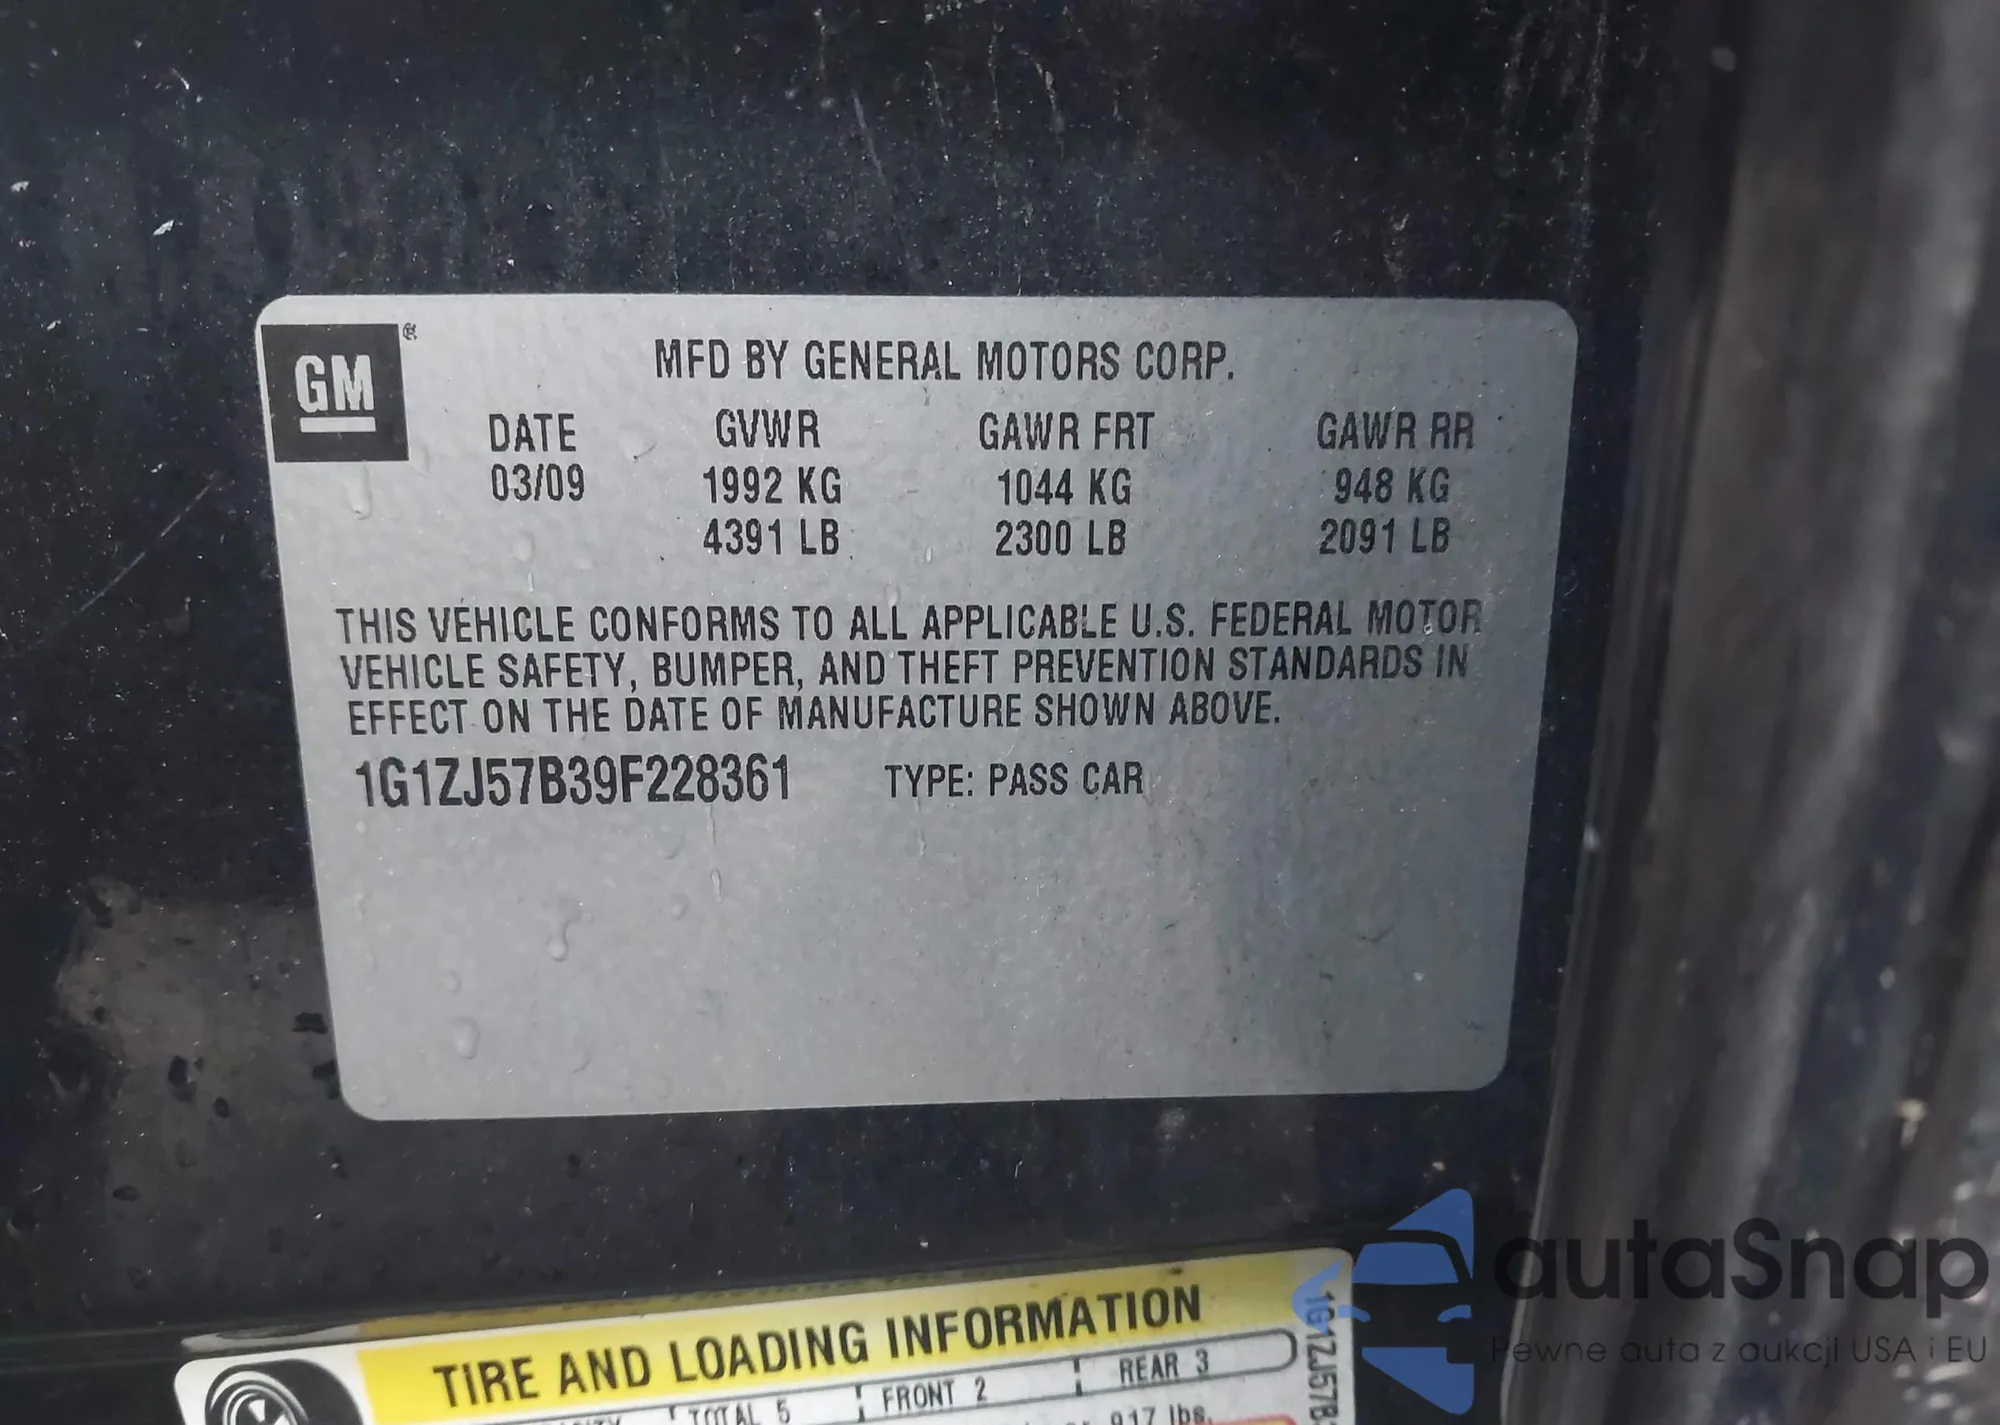 GM
®
MFD BY GENERAL MOTORS CORP.
DATE GVWR GAWR FRT GAWR RR
03/09 1992 KG 1044 KG 948 KG
4391 LB 2300 LB 2091 LB
THIS VEHICLE CONFORMS TO ALL APPLICABLE U.S. FEDERAL MOTOR
VEHICLE SAFETY, BUMPER, AND THEFT PREVENTION STANDARDS IN
EFFECT ON THE DATE OF MANUFACTURE SHOWN ABOVE.
1G1ZJ57B39F228361 TYPE: PASS CAR
TIRE AND LOADING INFORMATION
TOTAL 5 FRONT 2 REAR 3
917 lbs.
1G1ZJ57B
autaSnap
Pewne auta z aukcji USA i EU